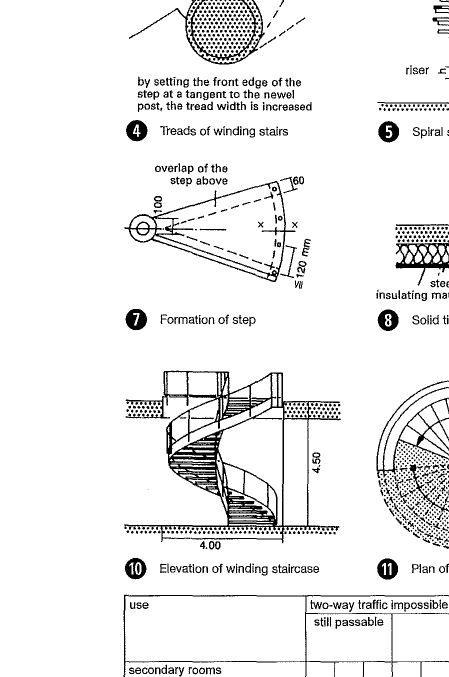 by setting the front edge of the
step at a tangent to the newel
post, the tread width is increased
riser
4 Treads of winding stairs
5 Spiral s
overlap of the
step above
60
100
x x
≤ 120 mm
stee
insulating mat
7 Formation of step
8 Solid ti
4.50
4.00
10 Elevation of winding staircase
11 Plan of
use
two-way traffic impossible
still passable
secondary rooms